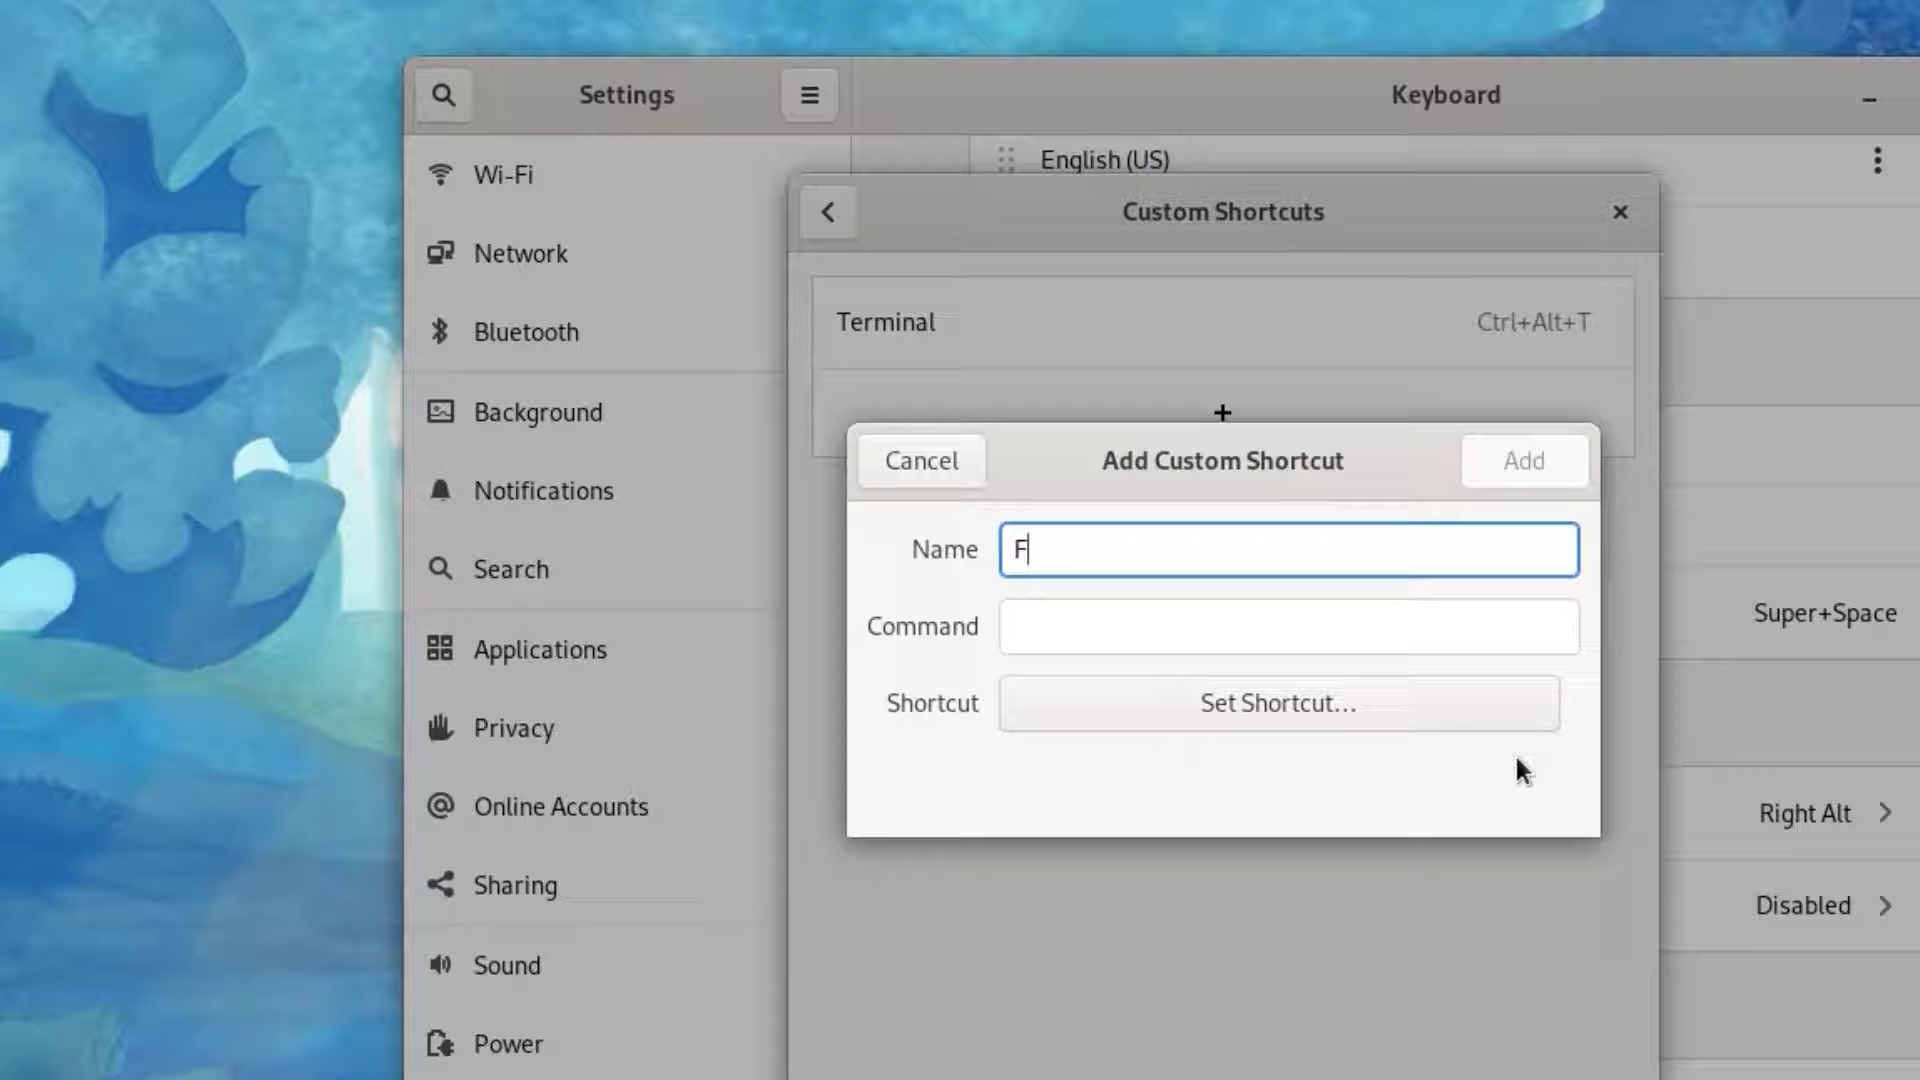 Settings
Keyboard
Wi-Fi
Network
Bluetooth
Background
Notifications
Search
Applications
Privacy
Online Accounts
Sharing
Sound
Power
English (US)
Custom Shortcuts
Terminal
Ctrl+Alt+T
+
Cancel
Add Custom Shortcut
Add
Name
F
Command
Shortcut
Set Shortcut...
Super+Space
Right Alt
Disabled